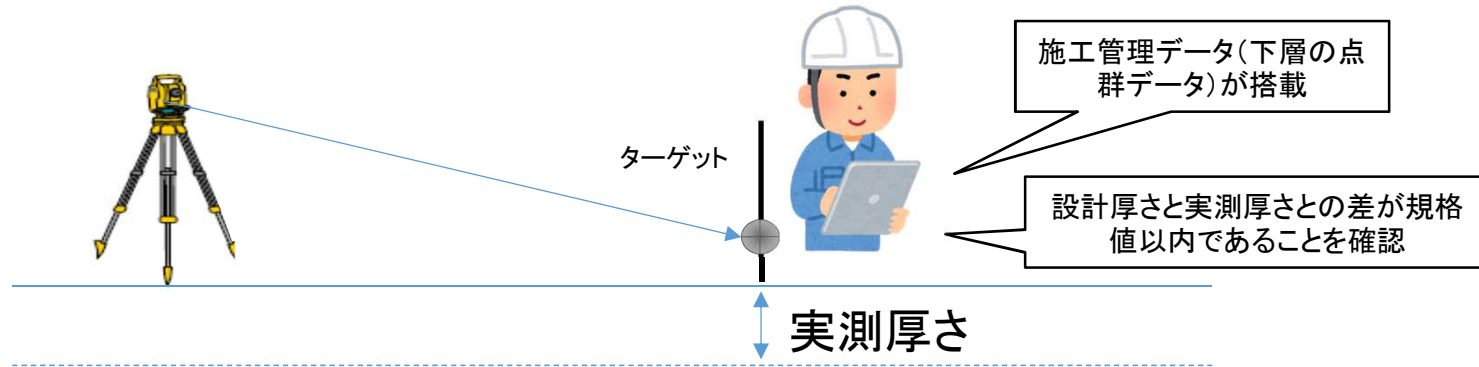 施工管理データ(下層の点
群データ)が搭載
ターゲット
設計厚さと実測厚さとの差が規格
値以内であることを確認
実測厚さ